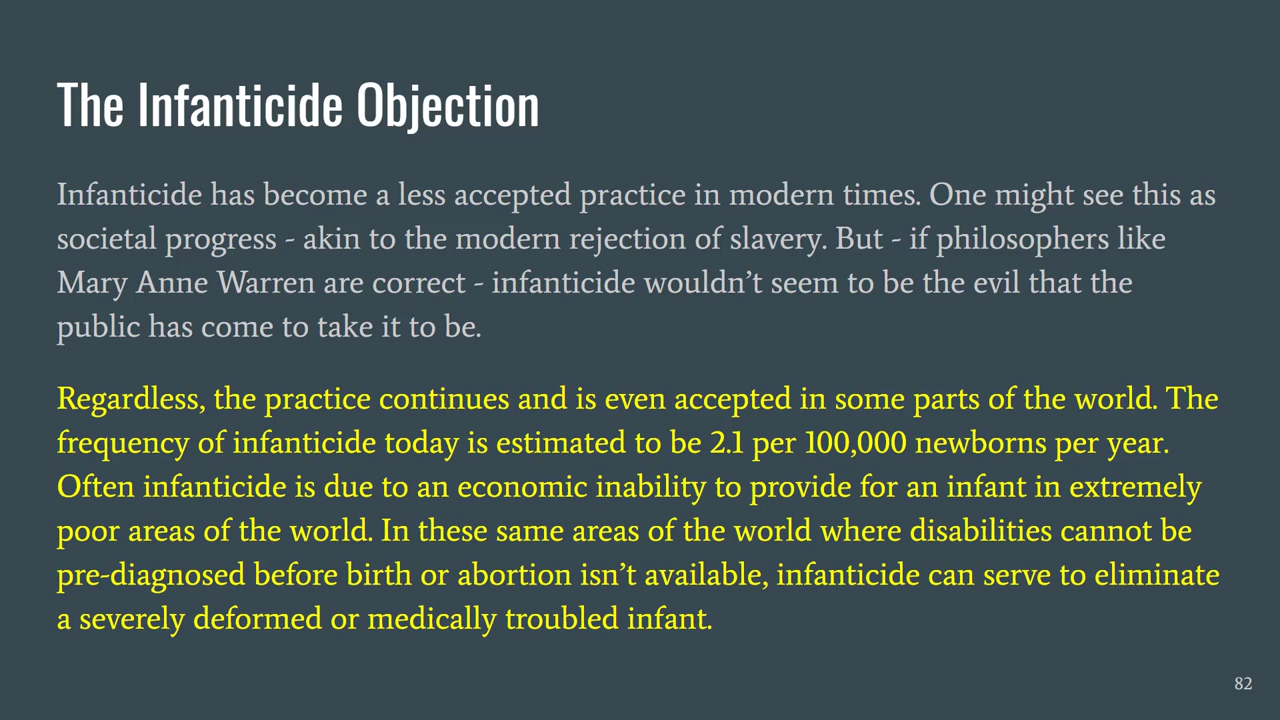 The Infanticide Objection
Infanticide has become a less accepted practice in modern times. One might see this as
societal progress - akin to the modern rejection of slavery. But - if philosophers like
Mary Anne Warren are correct - infanticide wouldn’t seem to be the evil that the
public has come to take it to be.
Regardless, the practice continues and is even accepted in some parts of the world. The
frequency of infanticide today is estimated to be 2.1 per 100,000 newborns per year.
Often infanticide is due to an economic inability to provide for an infant in extremely
poor areas of the world. In these same areas of the world where disabilities cannot be
pre-diagnosed before birth or abortion isn’t available, infanticide can serve to eliminate
a severely deformed or medically troubled infant.
82